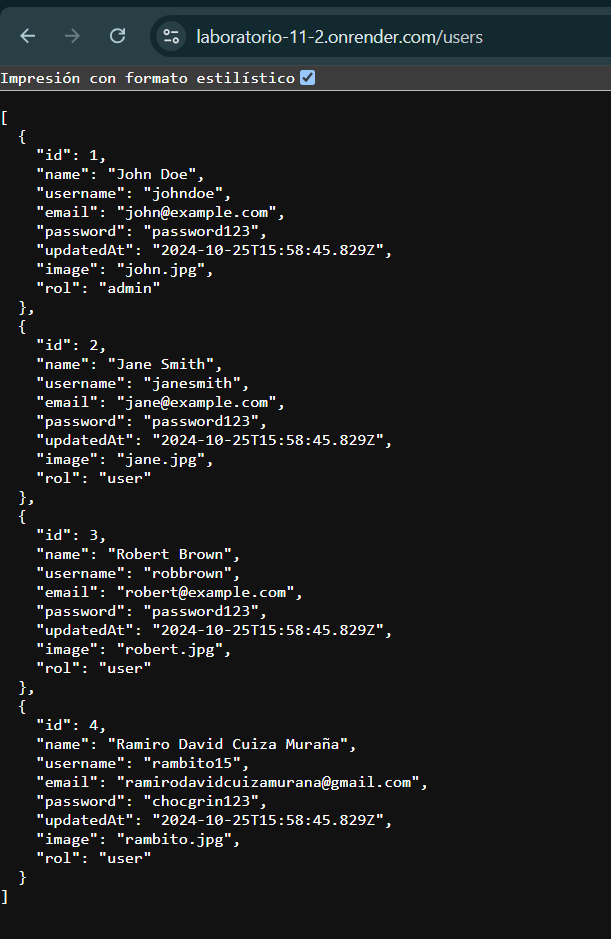 laboratorio-11-2.onrender.com/users
Impresión con formato estilístico
[
  {
    "id": 1,
    "name": "John Doe",
    "username": "johndoe",
    "email": "john@example.com",
    "password": "password123",
    "updatedAt": "2024-10-25T15:58:45.829Z",
    "image": "john.jpg",
    "rol": "admin"
  },
  {
    "id": 2,
    "name": "Jane Smith",
    "username": "janesmith",
    "email": "jane@example.com",
    "password": "password123",
    "updatedAt": "2024-10-25T15:58:45.829Z",
    "image": "jane.jpg",
    "rol": "user"
  },
  {
    "id": 3,
    "name": "Robert Brown",
    "username": "robbrown",
    "email": "robert@example.com",
    "password": "password123",
    "updatedAt": "2024-10-25T15:58:45.829Z",
    "image": "robert.jpg",
    "rol": "user"
  },
  {
    "id": 4,
    "name": "Ramiro David Cuiza Muraña",
    "username": "rambito15",
    "email": "ramirodavidcuizamurana@gmail.com",
    "password": "chocgrin123",
    "updatedAt": "2024-10-25T15:58:45.829Z",
    "image": "rambito.jpg",
    "rol": "user"
  }
]